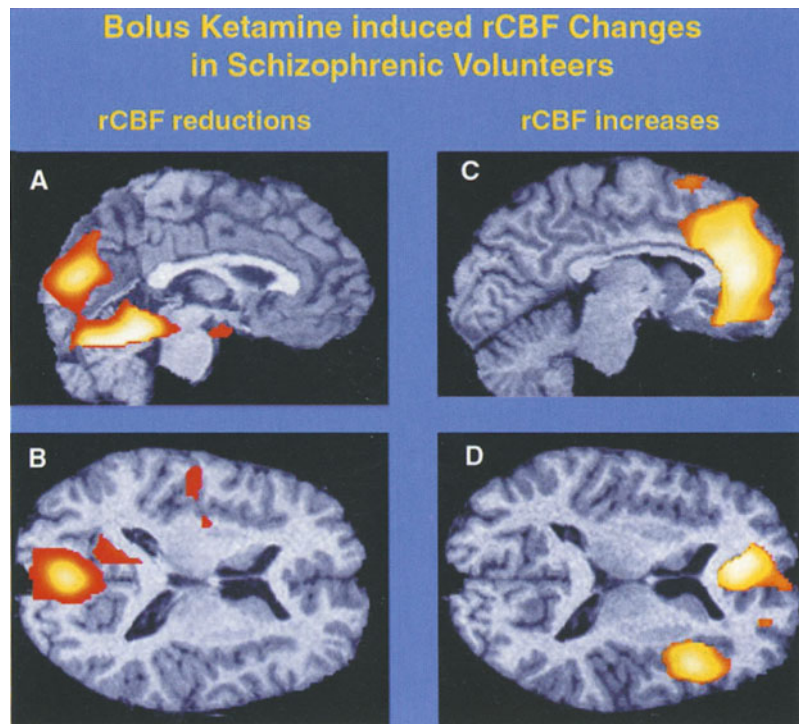 Bolus Ketamine induced rCBF Changes
in Schizophrenic Volunteers
rCBF reductions
rCBF increases
A
C
B
D